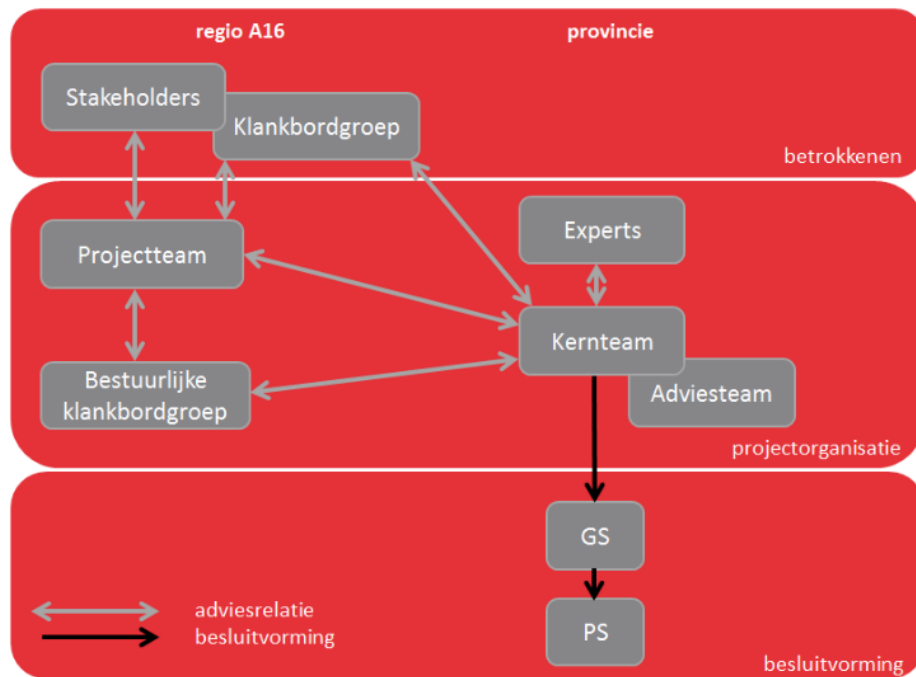 regio A16
provincie
Stakeholders
Klankbordgroep
betrokkenen
Experts
Projectteam
Kernteam
Bestuurlijke
klankbordgroep
Adviesteam
projectorganisatie
GS
adviesrelatie
besluitvorming
PS
besluitvorming